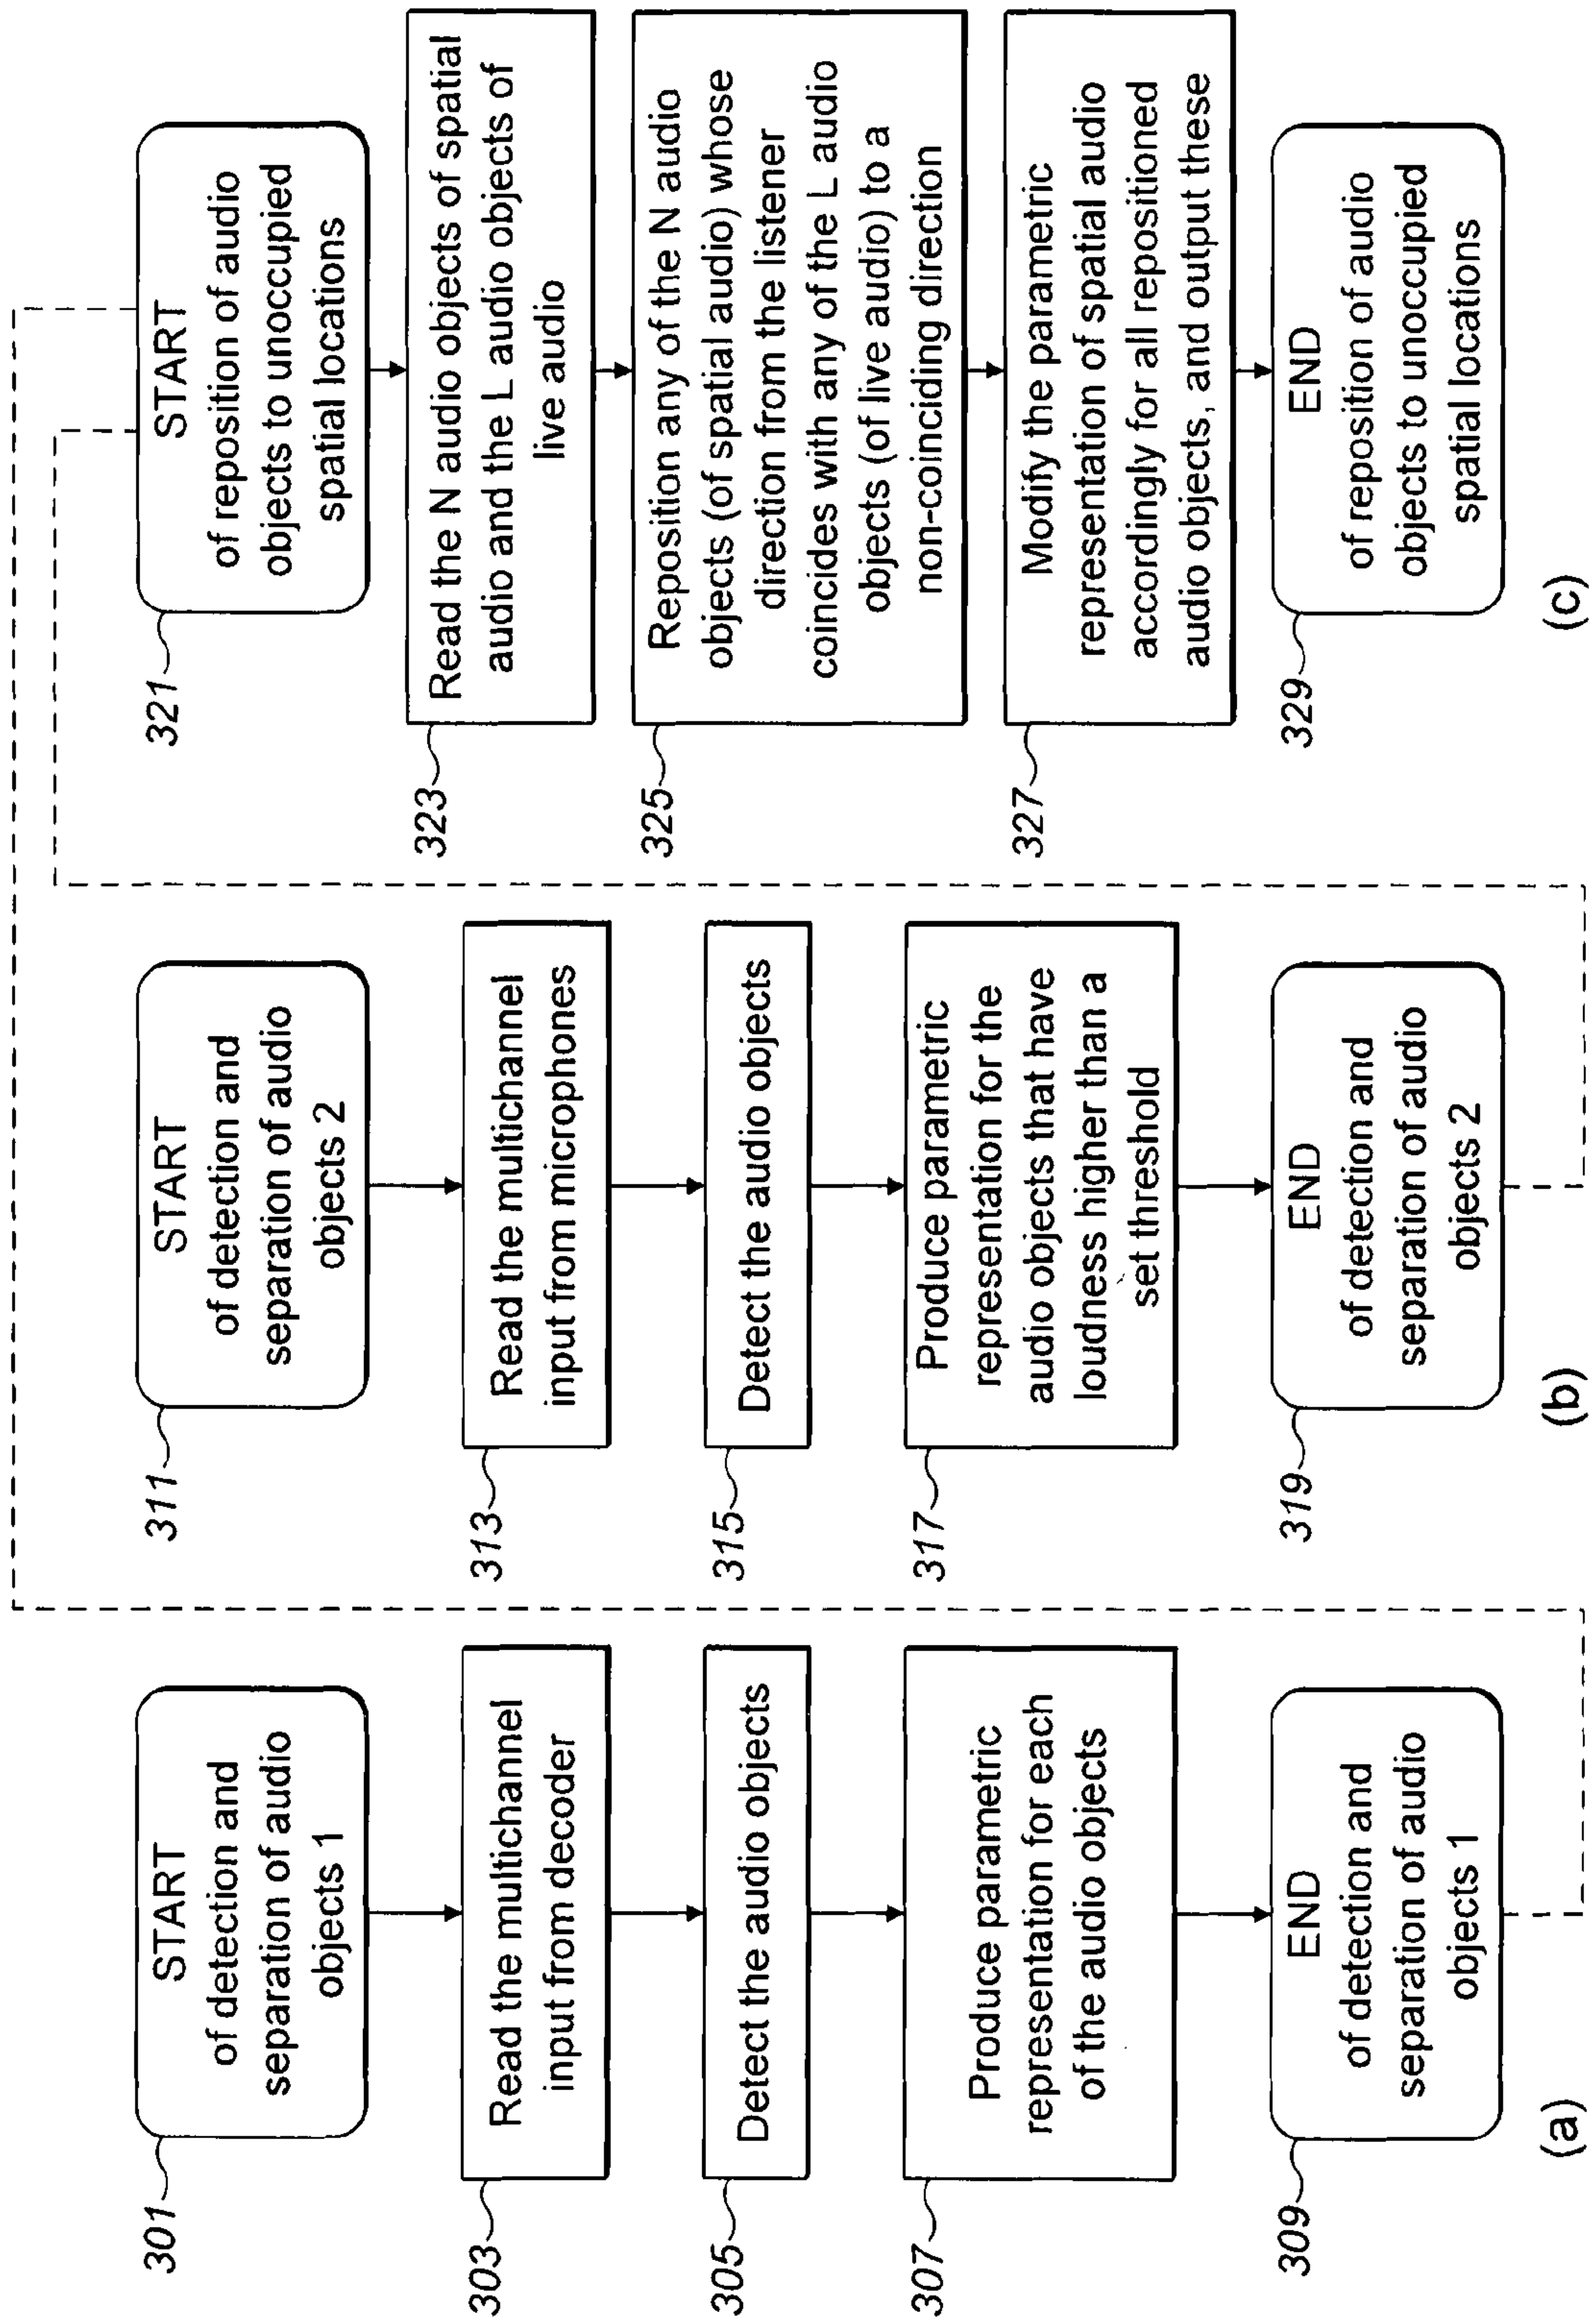 301
START
of detection and
separation of audio
objects 1
303
Read the multichannel
input from decoder
305
Detect the audio objects
307
Produce parametric
representation for each
of the audio objects
309
END
of detection and
separation of audio
objects 1
(a)
311
START
of detection and
separation of audio
objects 2
313
Read the multichannel
input from microphones
315
Detect the audio objects
317
Produce parametric
representation for the
audio objects that have
loudness higher than a
set threshold
319
END
of detection and
separation of audio
objects 2
(b)
321
START
of reposition of audio
objects to unoccupied
spatial locations
323
Read the N audio objects of spatial
audio and the L audio objects of
live audio
325
Reposition any of the N audio
objects (of spatial audio) whose
direction from the listener
coincides with any of the L audio
objects (of live audio) to a
non-coinciding direction
327
Modify the parametric
representation of spatial audio
accordingly for all repositioned
audio objects, and output these
329
END
of reposition of audio
objects to unoccupied
spatial locations
(c)